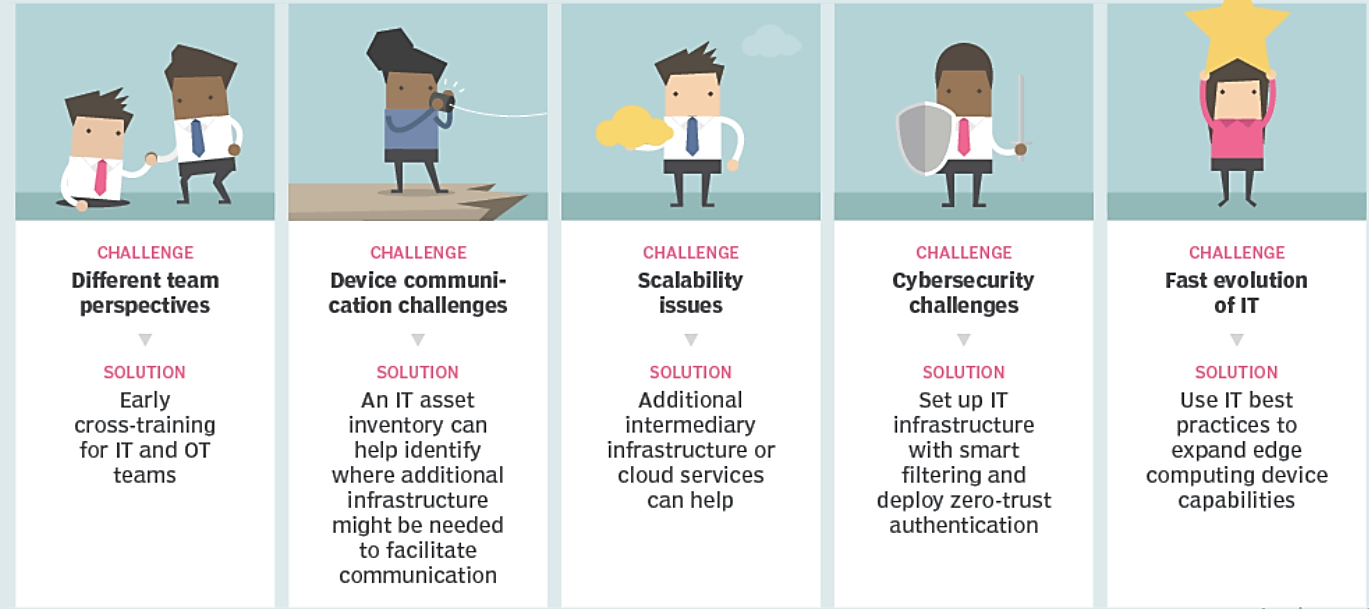 CHALLENGE
Different team
perspectives
SOLUTION
Early
cross-training
for IT and OT
teams
CHALLENGE
Device communi-
cation challenges
SOLUTION
An IT asset
inventory can
help identify
where additional
infrastructure
might be needed
to facilitate
communication
CHALLENGE
Scalability
issues
SOLUTION
Additional
intermediary
infrastructure or
cloud services
can help
CHALLENGE
Cybersecurity
challenges
SOLUTION
Set up IT
infrastructure
with smart
filtering and
deploy zero-trust
authentication
CHALLENGE
Fast evolution
of IT
SOLUTION
Use IT best
practices to
expand edge
computing device
capabilities